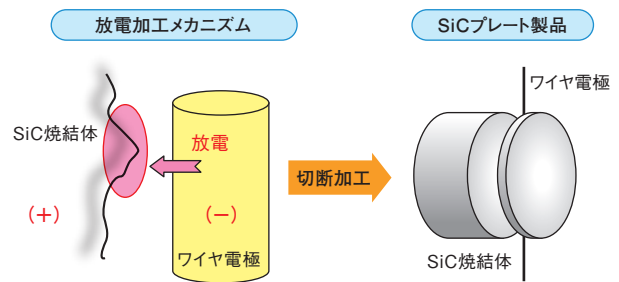 放電加工メカニズム
SiCプレート製品
ワイヤ電極
SiC焼結体
放電
切断加工
(+)
(−)
ワイヤ電極
SiC焼結体